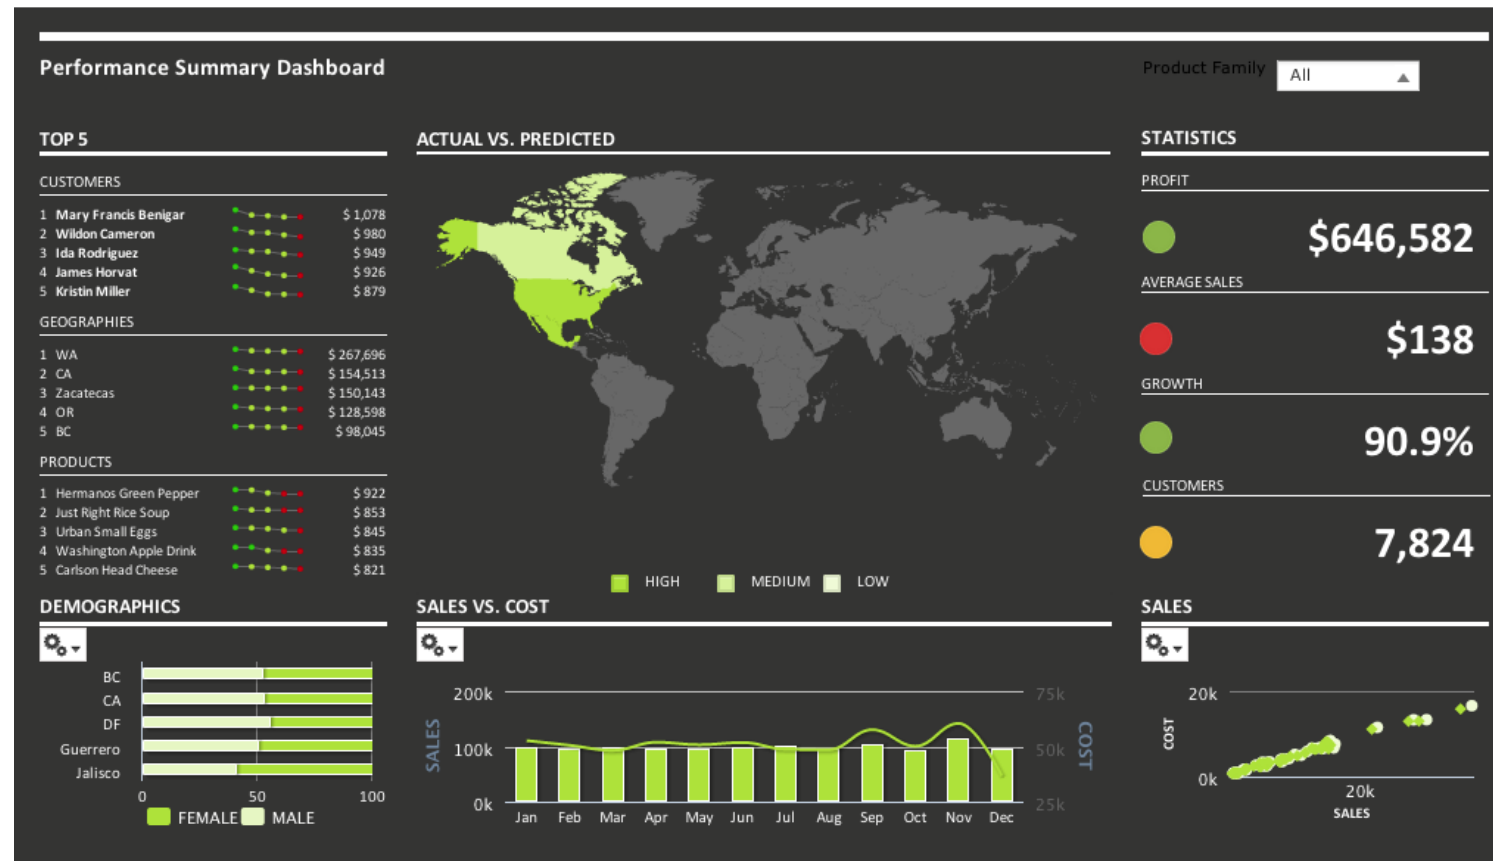 Performance Summary Dashboard
Product Family All
TOP 5
CUSTOMERS
1 Mary Francis Benigar $ 1,078
2 Wildon Cameron $ 980
3 Ida Rodriguez $ 949
4 James Horvat $ 926
5 Kristin Miller $ 879
GEOGRAPHIES
1 WA $ 267,696
2 CA $ 154,513
3 Zacatecas $ 150,143
4 OR $ 128,598
5 BC $ 98,045
PRODUCTS
1 Hermanos Green Pepper $ 922
2 Just Right Rice Soup $ 853
3 Urban Small Eggs $ 845
4 Washington Apple Drink $ 835
5 Carlson Head Cheese $ 821
ACTUAL VS. PREDICTED
HIGH MEDIUM LOW
STATISTICS
PROFIT
$646,582
AVERAGE SALES
$138
GROWTH
90.9%
CUSTOMERS
7,824
DEMOGRAPHICS
BC
CA
DF
Guerrero
Jalisco
0 50 100
FEMALE MALE
SALES VS. COST
200k 75k
SALES
100k 50k
COST
0k 25k
Jan Feb Mar Apr May Jun Jul Aug Sep Oct Nov Dec
SALES
20k
COST
0k
20k
SALES